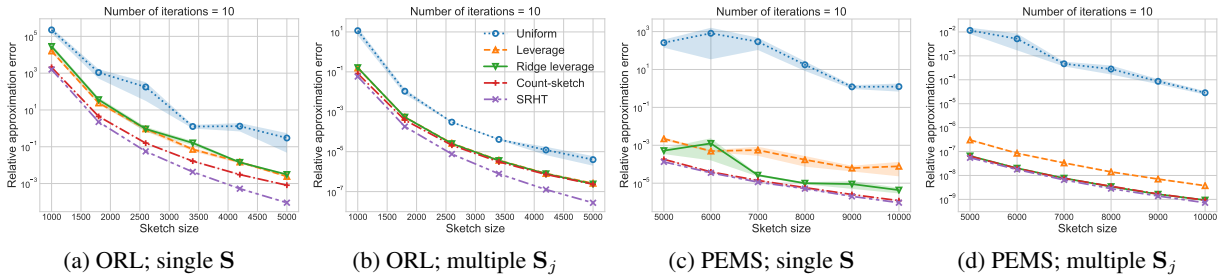 Number of iterations = 10
Relative approximation error
10^5
10^3
10^1
10^-1
10^-3
1000 1500 2000 2500 3000 3500 4000 4500 5000
Sketch size
(a) ORL; single S
Number of iterations = 10
Relative approximation error
10^1
10^-1
10^-3
10^-5
10^-7
Uniform
Leverage
Ridge leverage
Count-sketch
SRHT
1000 1500 2000 2500 3000 3500 4000 4500 5000
Sketch size
(b) ORL; multiple S_j
Number of iterations = 10
Relative approximation error
10^3
10^1
10^-1
10^-3
10^-5
5000 6000 7000 8000 9000 10000
Sketch size
(c) PEMS; single S
Number of iterations = 10
Relative approximation error
10^-2
10^-3
10^-4
10^-5
10^-6
10^-7
10^-8
10^-9
5000 6000 7000 8000 9000 10000
Sketch size
(d) PEMS; multiple S_j